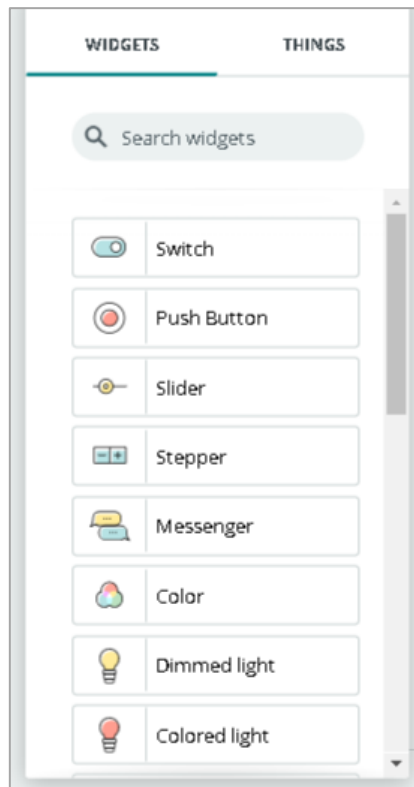 WIDGETS THINGS
Search widgets
Switch
Push Button
Slider
Stepper
Messenger
Color
Dimmed light
Colored light